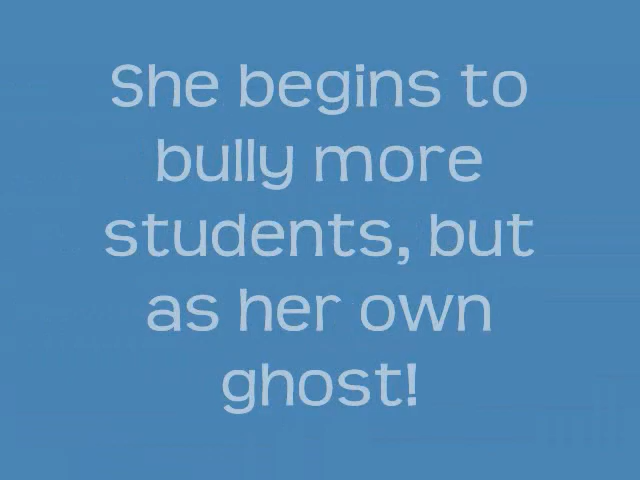 She begins to
bully more
students, but
as her own
ghost!